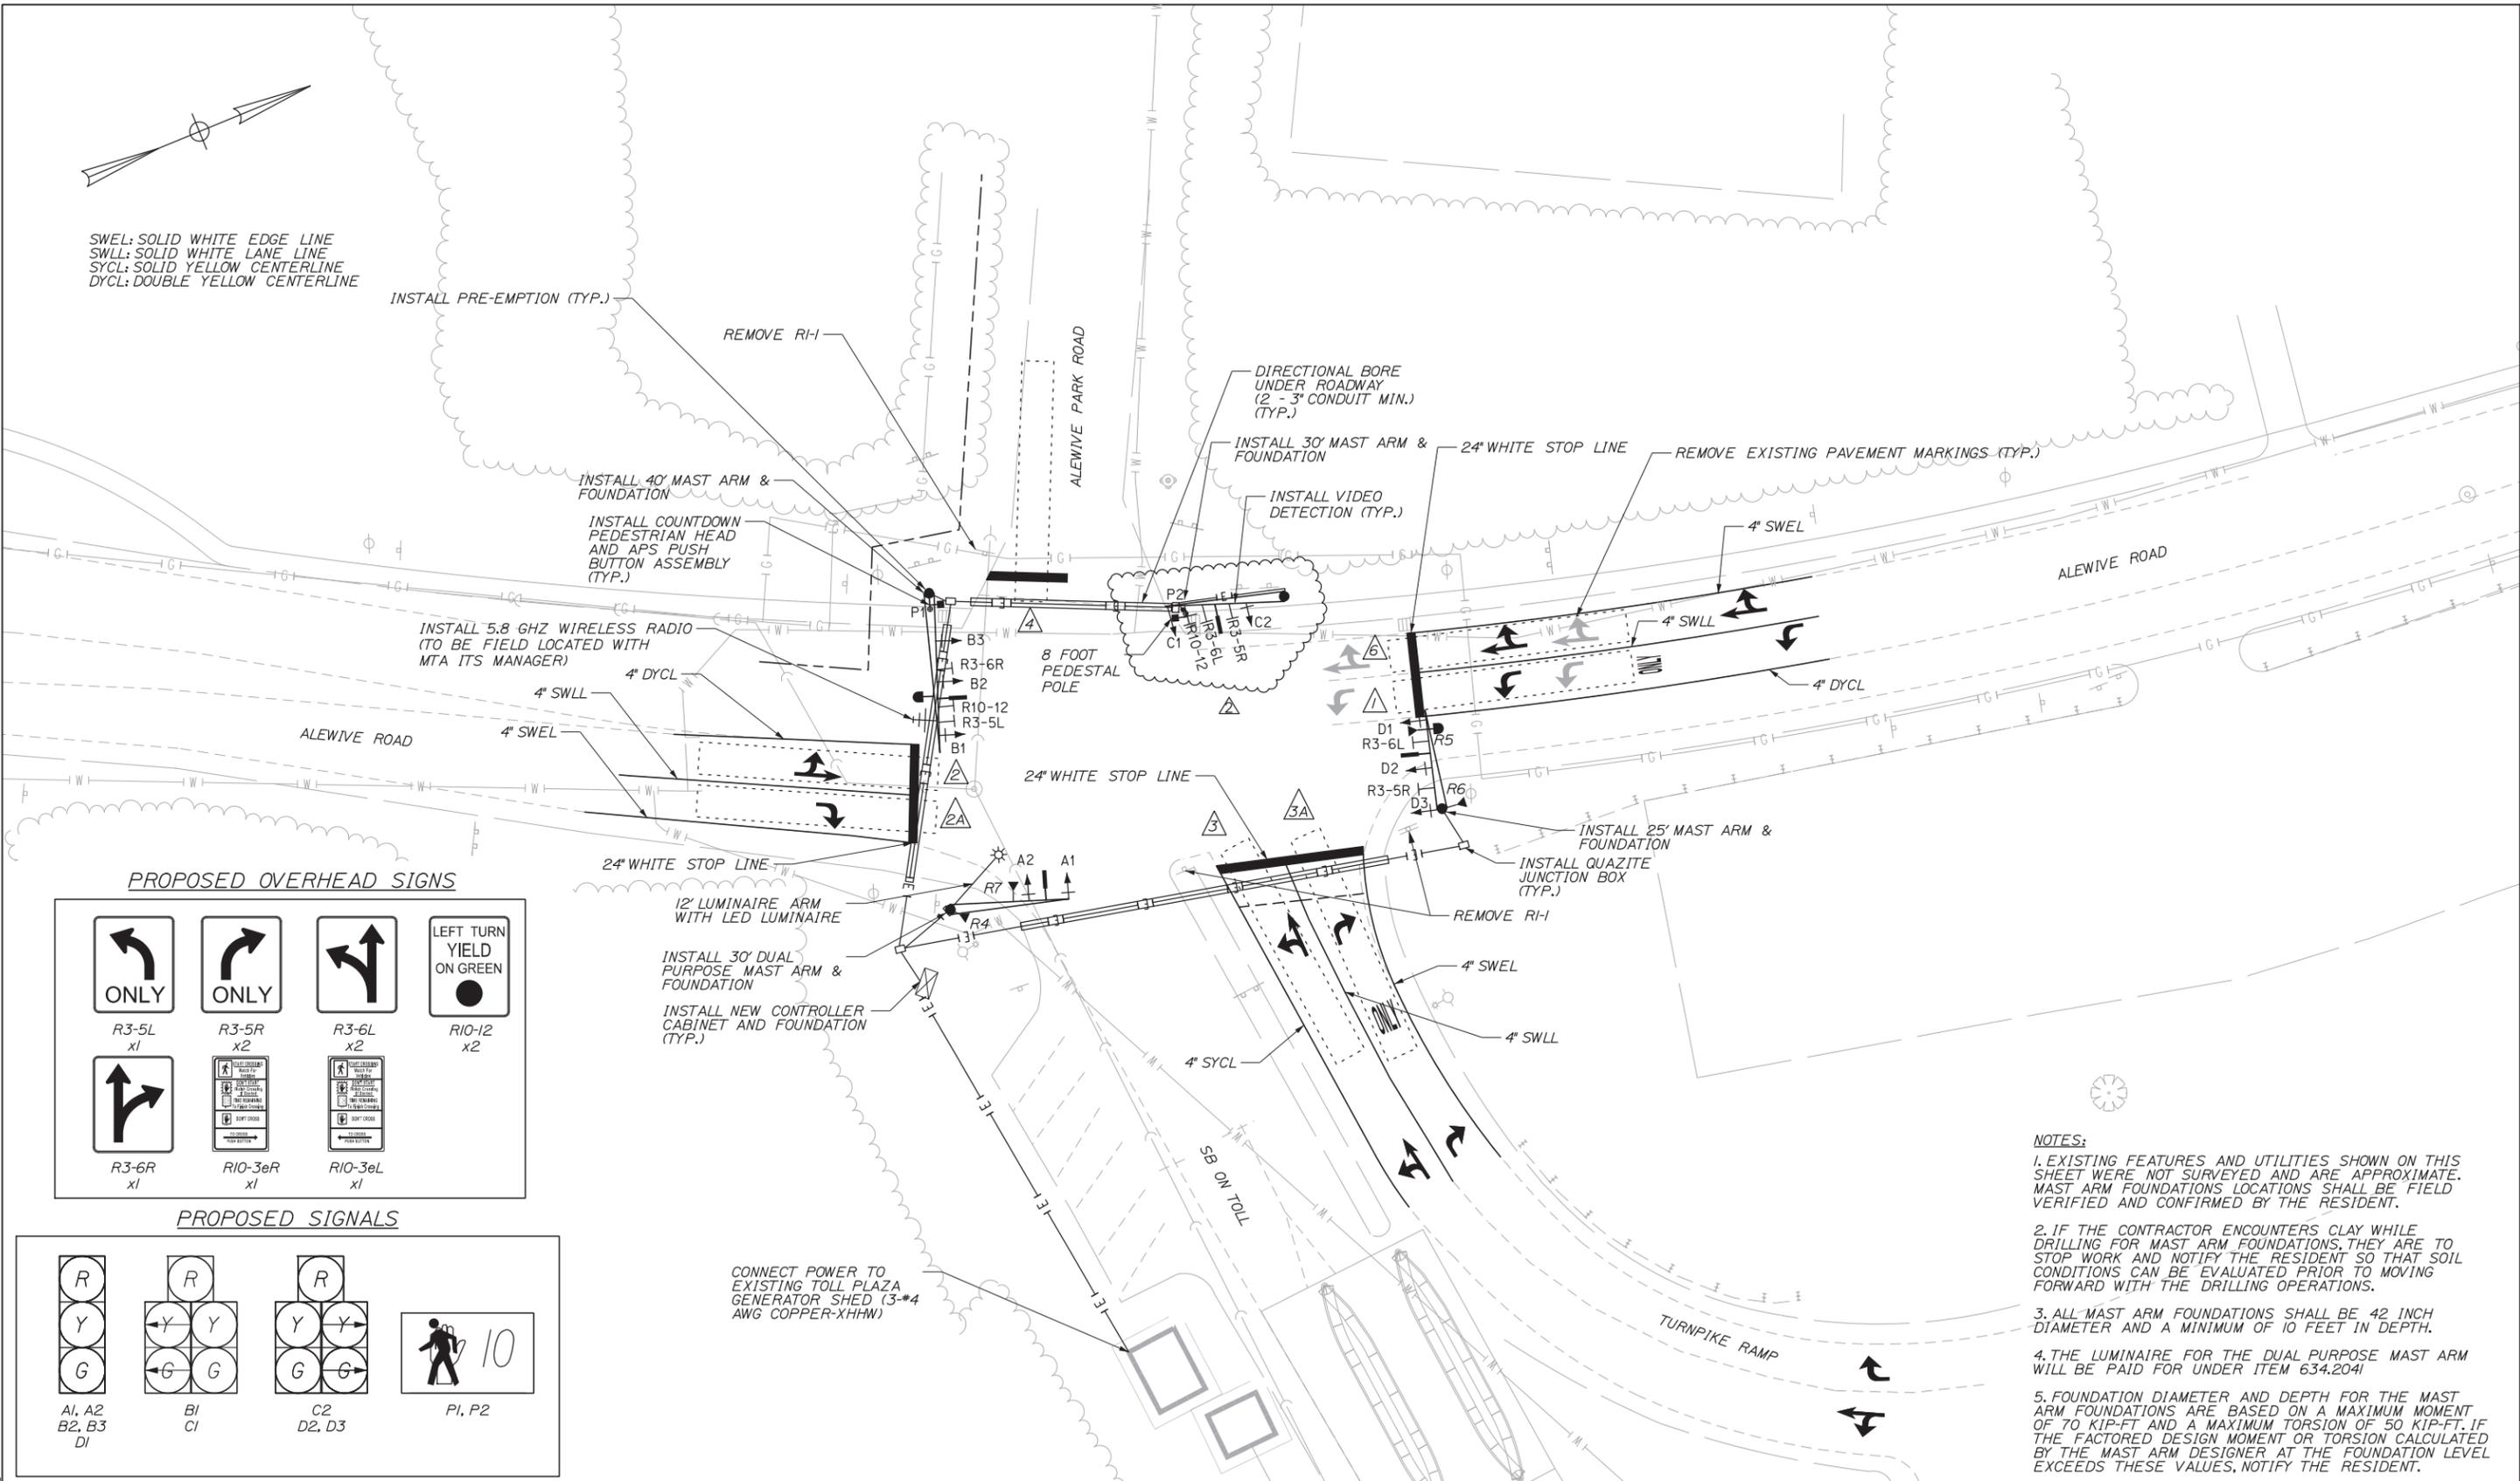 SWEL: SOLID WHITE EDGE LINE
SWLL: SOLID WHITE LANE LINE
SYCL: SOLID YELLOW CENTERLINE
DYCL: DOUBLE YELLOW CENTERLINE
INSTALL PRE-EMPTION (TYP.)
REMOVE R1-1
ALEWIVE PARK ROAD
DIRECTIONAL BORE
UNDER ROADWAY
(2 - 3" CONDUIT MIN.)
(TYP.)
INSTALL 30' MAST ARM &
FOUNDATION
24" WHITE STOP LINE
REMOVE EXISTING PAVEMENT MARKINGS (TYP.)
INSTALL 40' MAST ARM &
FOUNDATION
INSTALL VIDEO
DETECTION (TYP.)
INSTALL COUNTDOWN
PEDESTRIAN HEAD
AND APS PUSH
BUTTON ASSEMBLY
(TYP.)
4" SWEL
ALEWIVE ROAD
P1
P2
4
C1
R10-12
R3-6L
R3-5R
C2
INSTALL 5.8 GHZ WIRELESS RADIO
(TO BE FIELD LOCATED WITH
MTA ITS MANAGER)
B3
R3-6R
B2
R10-12
R3-5L
B1
8 FOOT
PEDESTAL
POLE
2
6
1
4" SWLL
4" DYCL
4" DYCL
4" SWLL
4" SWEL
ALEWIVE ROAD
D1
R3-6L
R5
D2
R3-5R
R6
D3
2
2A
24" WHITE STOP LINE
3
3A
INSTALL 25' MAST ARM &
FOUNDATION
INSTALL QUAZITE
JUNCTION BOX
(TYP.)
REMOVE R1-1
24" WHITE STOP LINE
A2
A1
R7
R4
12' LUMINAIRE ARM
WITH LED LUMINAIRE
INSTALL 30' DUAL
PURPOSE MAST ARM &
FOUNDATION
INSTALL NEW CONTROLLER
CABINET AND FOUNDATION
(TYP.)
4" SWEL
4" SWLL
4" SYCL
SB ON TOLL
CONNECT POWER TO
EXISTING TOLL PLAZA
GENERATOR SHED (3-#4
AWG COPPER-XHHW)
TURNPIKE RAMP
PROPOSED OVERHEAD SIGNS
ONLY
ONLY
LEFT TURN
YIELD
ON GREEN
R3-5L
x1
R3-5R
x2
R3-6L
x2
R10-12
x2
R3-6R
x1
R10-3eR
x1
R10-3eL
x1
PROPOSED SIGNALS
R
Y
G
R
Y Y
G G
R
Y Y
G G
10
A1, A2
B2, B3
D1
B1
C1
C2
D2, D3
P1, P2
NOTES:
1. EXISTING FEATURES AND UTILITIES SHOWN ON THIS
SHEET WERE NOT SURVEYED AND ARE APPROXIMATE.
MAST ARM FOUNDATIONS LOCATIONS SHALL BE FIELD
VERIFIED AND CONFIRMED BY THE RESIDENT.
2. IF THE CONTRACTOR ENCOUNTERS CLAY WHILE
DRILLING FOR MAST ARM FOUNDATIONS, THEY ARE TO
STOP WORK AND NOTIFY THE RESIDENT SO THAT SOIL
CONDITIONS CAN BE EVALUATED PRIOR TO MOVING
FORWARD WITH THE DRILLING OPERATIONS.
3. ALL MAST ARM FOUNDATIONS SHALL BE 42 INCH
DIAMETER AND A MINIMUM OF 10 FEET IN DEPTH.
4. THE LUMINAIRE FOR THE DUAL PURPOSE MAST ARM
WILL BE PAID FOR UNDER ITEM 634.2041
5. FOUNDATION DIAMETER AND DEPTH FOR THE MAST
ARM FOUNDATIONS ARE BASED ON A MAXIMUM MOMENT
OF 70 KIP-FT AND A MAXIMUM TORSION OF 50 KIP-FT. IF
THE FACTORED DESIGN MOMENT OR TORSION CALCULATED
BY THE MAST ARM DESIGNER AT THE FOUNDATION LEVEL
EXCEEDS THESE VALUES, NOTIFY THE RESIDENT.